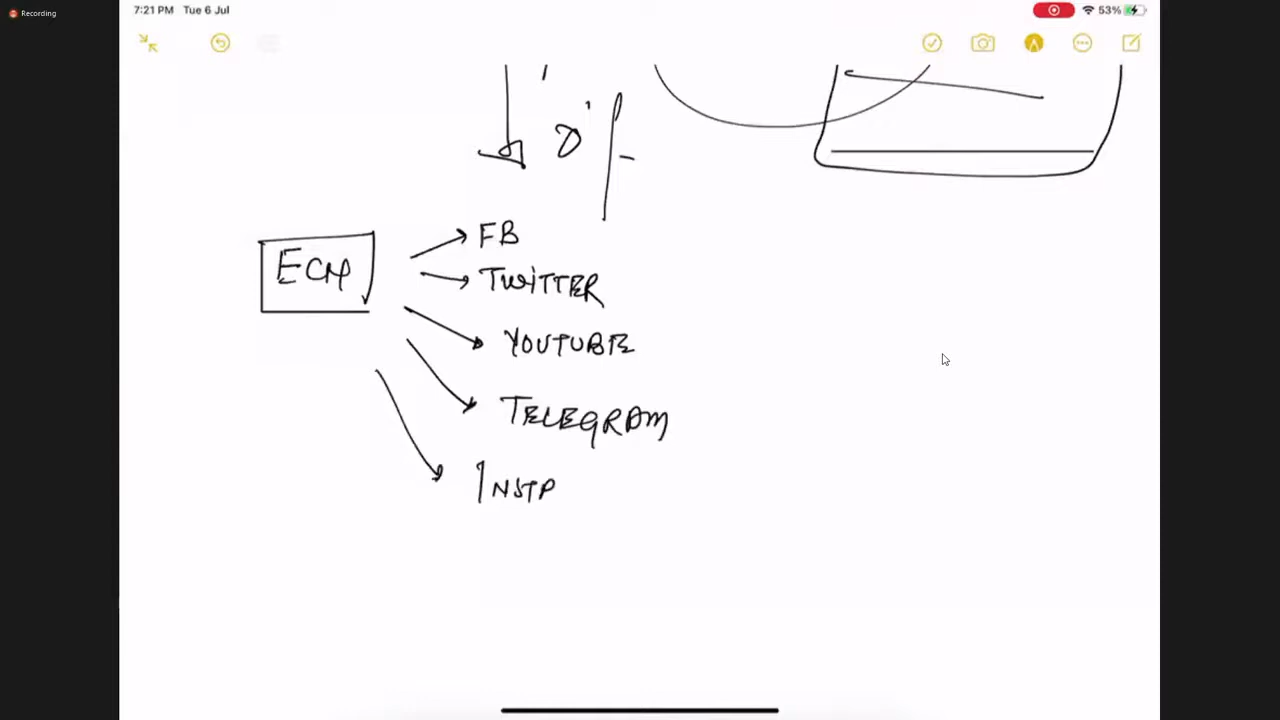 Recording
7:21 PM Tue 6 Jul
53%
FB
ECM
TWITTER
YOUTUBE
TELEGRAM
INSTA